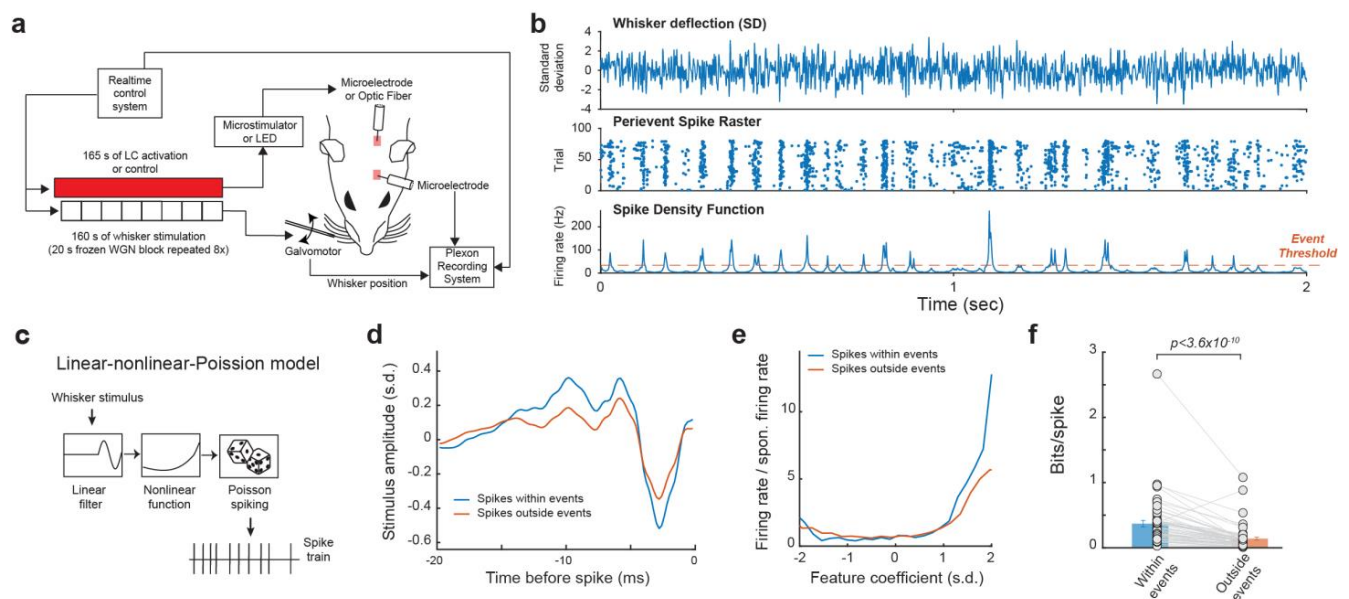 a
Realtime
control
system
Microelectrode
or Optic Fiber
Microstimulator
or LED
165 s of LC activation
or control
Microelectrode
160 s of whisker stimulation
(20 s frozen WGN block repeated 8x)
Galvomotor
Whisker position
Plexon
Recording
System
b
Whisker deflection (SD)
Standard
deviation
4
2
0
-2
-4
Perievent Spike Raster
Trial
100
50
0
Spike Density Function
Firing rate (Hz)
200
100
0
Event
Threshold
0
1
2
Time (sec)
c
Linear-nonlinear-Poission model
Whisker stimulus
Linear
filter
Nonlinear
function
Poisson
spiking
Spike
train
d
Stimulus amplitude (s.d.)
0.4
0.2
0
-0.2
-0.4
-0.6
Spikes within events
Spikes outside events
-20
-10
0
Time before spike (ms)
e
Firing rate / spon. firing rate
10
5
0
Spikes within events
Spikes outside events
-2
-1
0
1
2
Feature coefficient (s.d.)
f
p<3.6x10-10
Bits/spike
3
2
1
0
Within
events
Outside
events